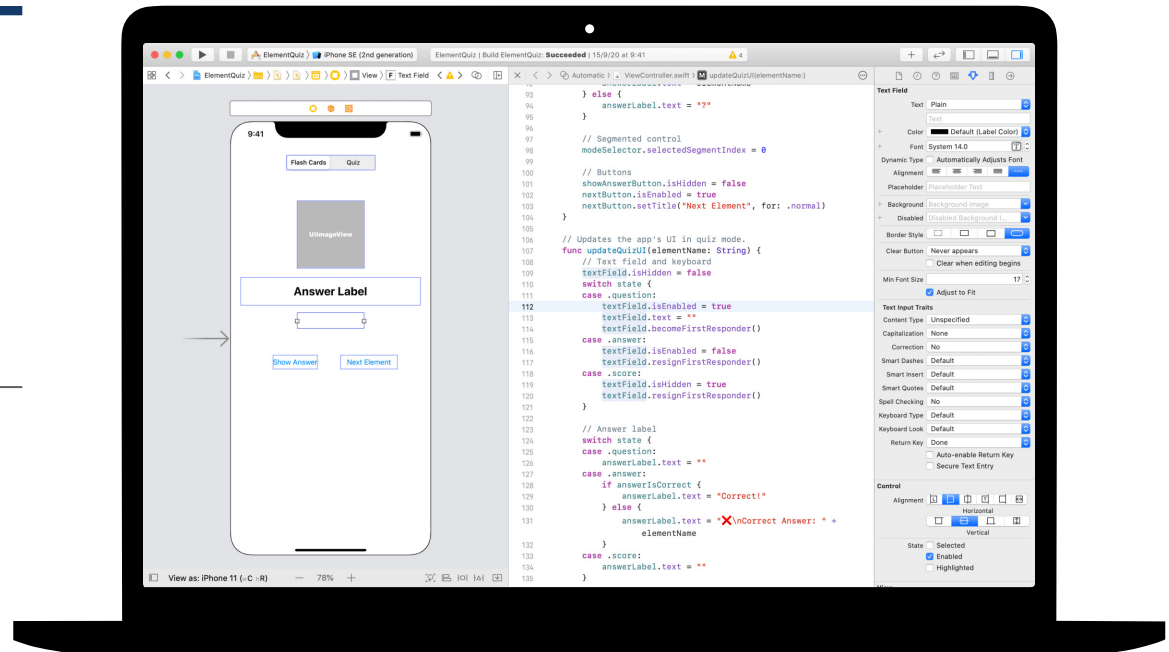 ElementQuiz iPhone SE (2nd generation)
ElementQuiz | Build ElementQuiz: Succeeded | 15/9/20 at 9:41
4
ElementQuiz View F Text Field
Automatic ViewController.swift M updateQuizUI(elementName:)
9:41
Flash Cards Quiz
UIImageView
Answer Label
Show Answer Next Element
View as: iPhone 11 (wC hR) — 78% +
93 } else {
94 answerLabel.text = "?"
95 }
96
97 // Segmented control
98 modeSelector.selectedSegmentIndex = 0
99
100 // Buttons
101 showAnswerButton.isHidden = false
102 nextButton.isEnabled = true
103 nextButton.setTitle("Next Element", for: .normal)
104 }
105
106 // Updates the app's UI in quiz mode.
107 func updateQuizUI(elementName: String) {
108 // Text field and keyboard
109 textField.isHidden = false
110 switch state {
111 case .question:
112 textField.isEnabled = true
113 textField.text = ""
114 textField.becomeFirstResponder()
115 case .answer:
116 textField.isEnabled = false
117 textField.resignFirstResponder()
118 case .score:
119 textField.isHidden = true
120 textField.resignFirstResponder()
121 }
122
123 // Answer label
124 switch state {
125 case .question:
126 answerLabel.text = ""
127 case .answer:
128 if answerIsCorrect {
129 answerLabel.text = "Correct!"
130 } else {
131 answerLabel.text = "❌\nCorrect Answer: " +
elementName
132 }
133 case .score:
134 answerLabel.text = ""
135 }
Text Field
Text Plain
Text
Color Default (Label Color)
Font System 14.0
Dynamic Type Automatically Adjusts Font
Alignment
Placeholder Placeholder Text
Background Background Image
Disabled Disabled Background I...
Border Style
Clear Button Never appears
Clear when editing begins
Min Font Size 17
Adjust to Fit
Text Input Traits
Content Type Unspecified
Capitalization None
Correction No
Smart Dashes Default
Smart Insert Default
Smart Quotes Default
Spell Checking No
Keyboard Type Default
Keyboard Look Default
Return Key Done
Auto-enable Return Key
Secure Text Entry
Control
Alignment
Horizontal
Vertical
State Selected
Enabled
Highlighted